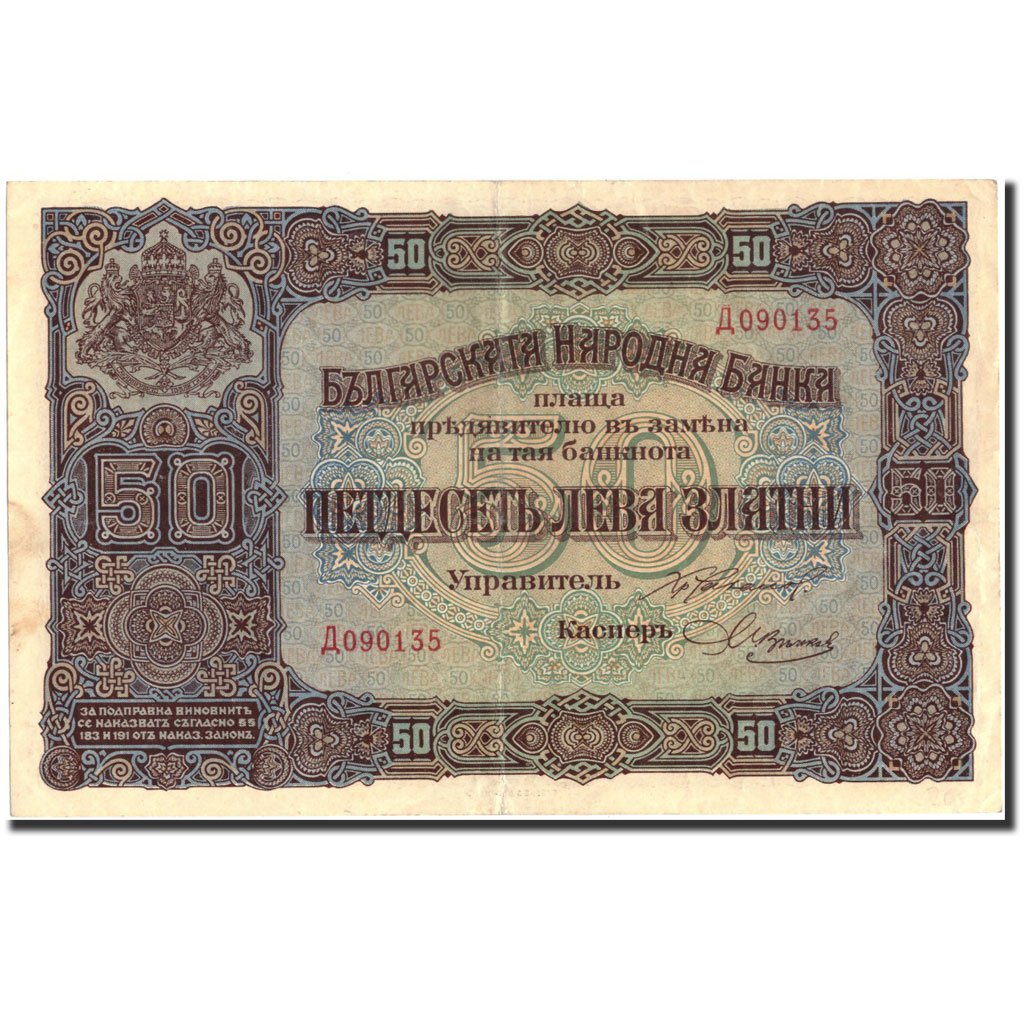 50 50
Д090135
БЪЛГАРСКАТА НАРОДНА БАНКА
плаща
прѣдявителю въ замѣна
на тая банкнота
50 50
ПЕТДЕСЕТЬ ЛЕВА ЗЛАТНИ
Управитель
Касиеръ
Д090135
ЗА ПОДПРАВКА ВИНОВНИТѢ
СЕ НАКАЗВАТЪ СЪГЛАСНО §§
183 И 191 ОТЪ НАКАЗ. ЗАКОНЪ.
50 50